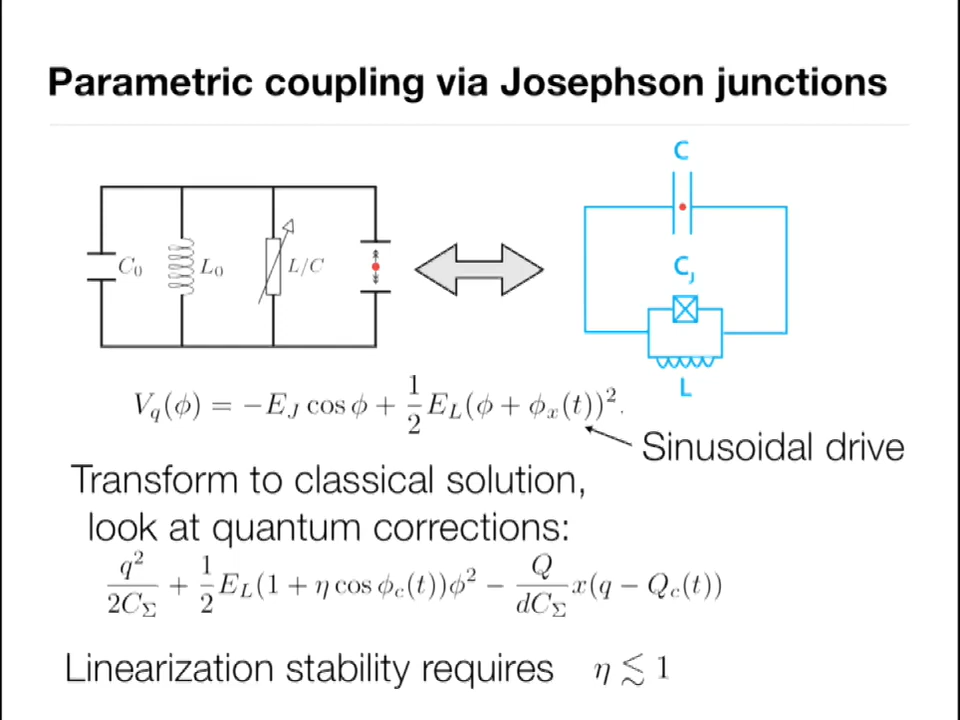 Parametric coupling via Josephson junctions
C
C₀
L₀
L/C
C_J
L
V_q(ϕ) = −E_J cos ϕ + 1/2 E_L(ϕ + ϕ_x(t))².
Sinusoidal drive
Transform to classical solution,
look at quantum corrections:
q²/2C_Σ + 1/2 E_L(1 + η cos ϕ_c(t))ϕ² − Q/dC_Σ x(q − Q_c(t))
Linearization stability requires η ≲ 1